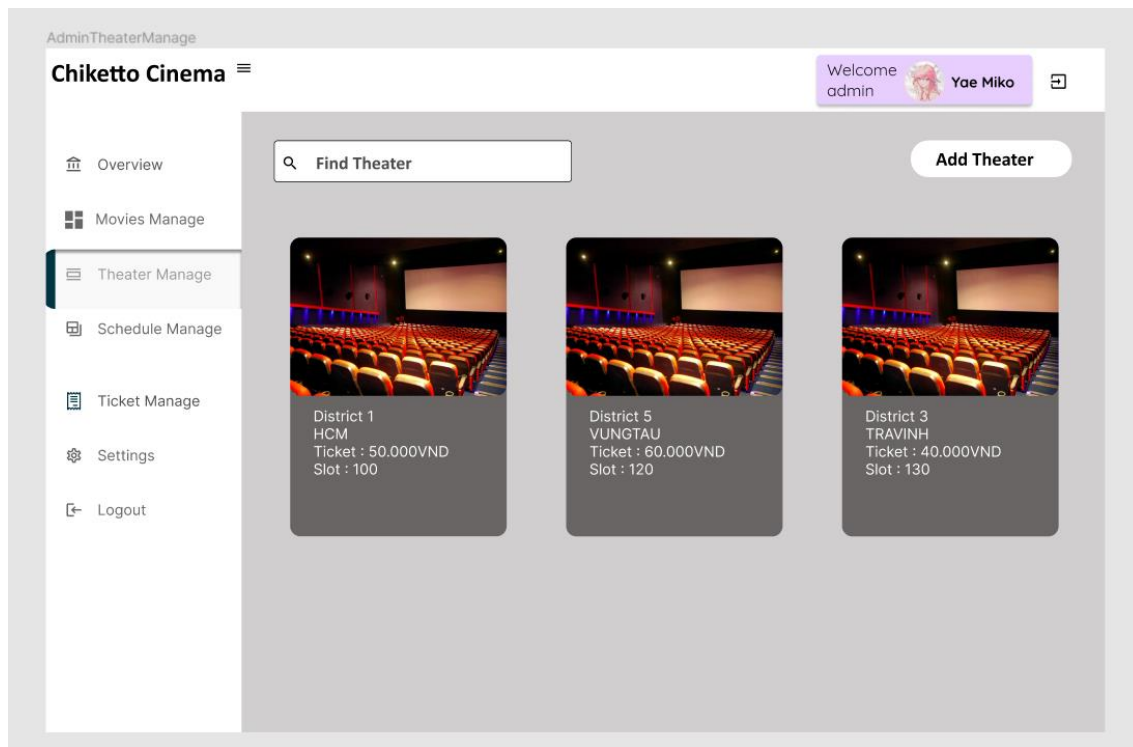 AdminTheaterManage
Chiketto Cinema
Welcome
admin
Yae Miko
Overview
Movies Manage
Theater Manage
Schedule Manage
Ticket Manage
Settings
Logout
Find Theater
Add Theater
District 1
HCM
Ticket : 50.000VND
Slot : 100
District 5
VUNGTAU
Ticket : 60.000VND
Slot : 120
District 3
TRAVINH
Ticket : 40.000VND
Slot : 130